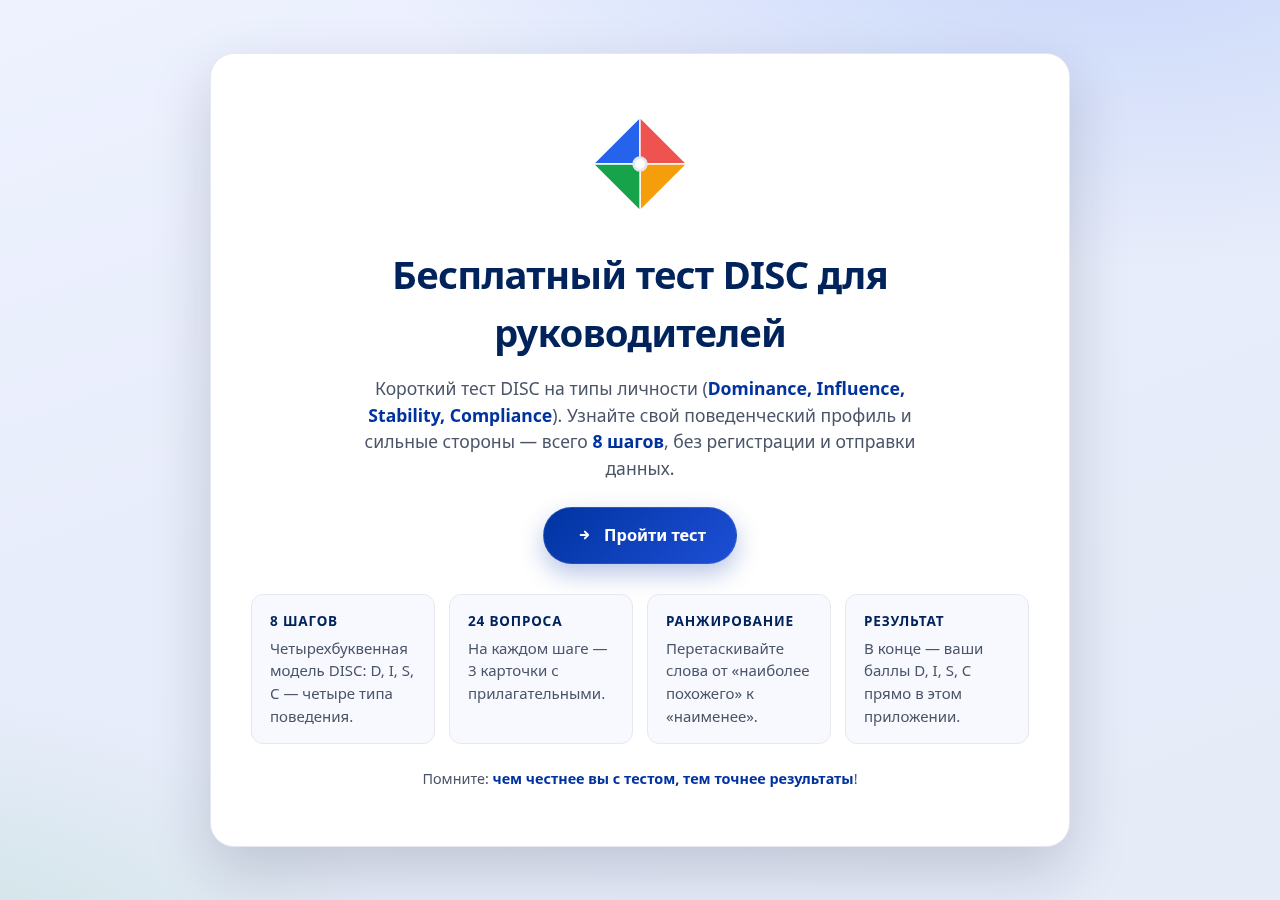 Бесплатный тест DISC для
руководителей
Короткий тест DISC на типы личности (Dominance, Influence,
Stability, Compliance). Узнайте свой поведенческий профиль и
сильные стороны — всего 8 шагов, без регистрации и отправки
данных.
Пройти тест
8 ШАГОВ
Четырехбуквенная
модель DISC: D, I, S,
C — четыре типа
поведения.
24 ВОПРОСА
На каждом шаге —
3 карточки с
прилагательными.
РАНЖИРОВАНИЕ
Перетаскивайте
слова от «наиболее
похожего» к
«наименее».
РЕЗУЛЬТАТ
В конце — ваши
баллы D, I, S, C
прямо в этом
приложении.
Помните: чем честнее вы с тестом, тем точнее результаты!